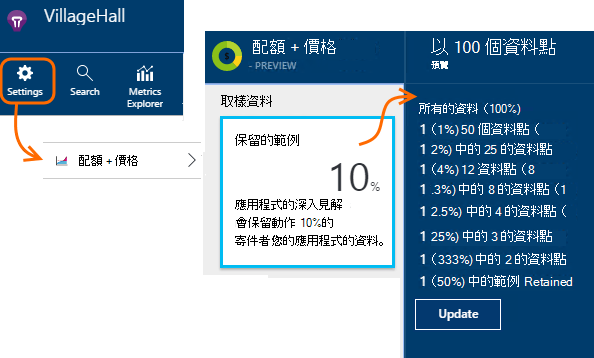 VillageHall
Settings
Search
Metrics
Explorer
配額 + 價格
配額 + 價格
- PREVIEW
取樣資料
保留的範例
10%
應用程式的深入見解
會保留動作 10%的
寄件者您的應用程式的資料。
以 100 個資料點
預覽
所有的資料 (100%)
1 (1%) 50 個資料點 (
1 2%) 中的 25 的資料點
1 (4%) 12 資料點 (8
1 .3%) 中的 8 的資料點 (1
1 2.5%) 中的 4 的資料點 (
1 25%) 中的 3 的資料點
1 (333%) 中的 2 的資料點
1 (50%) 中的範例 Retained
Update